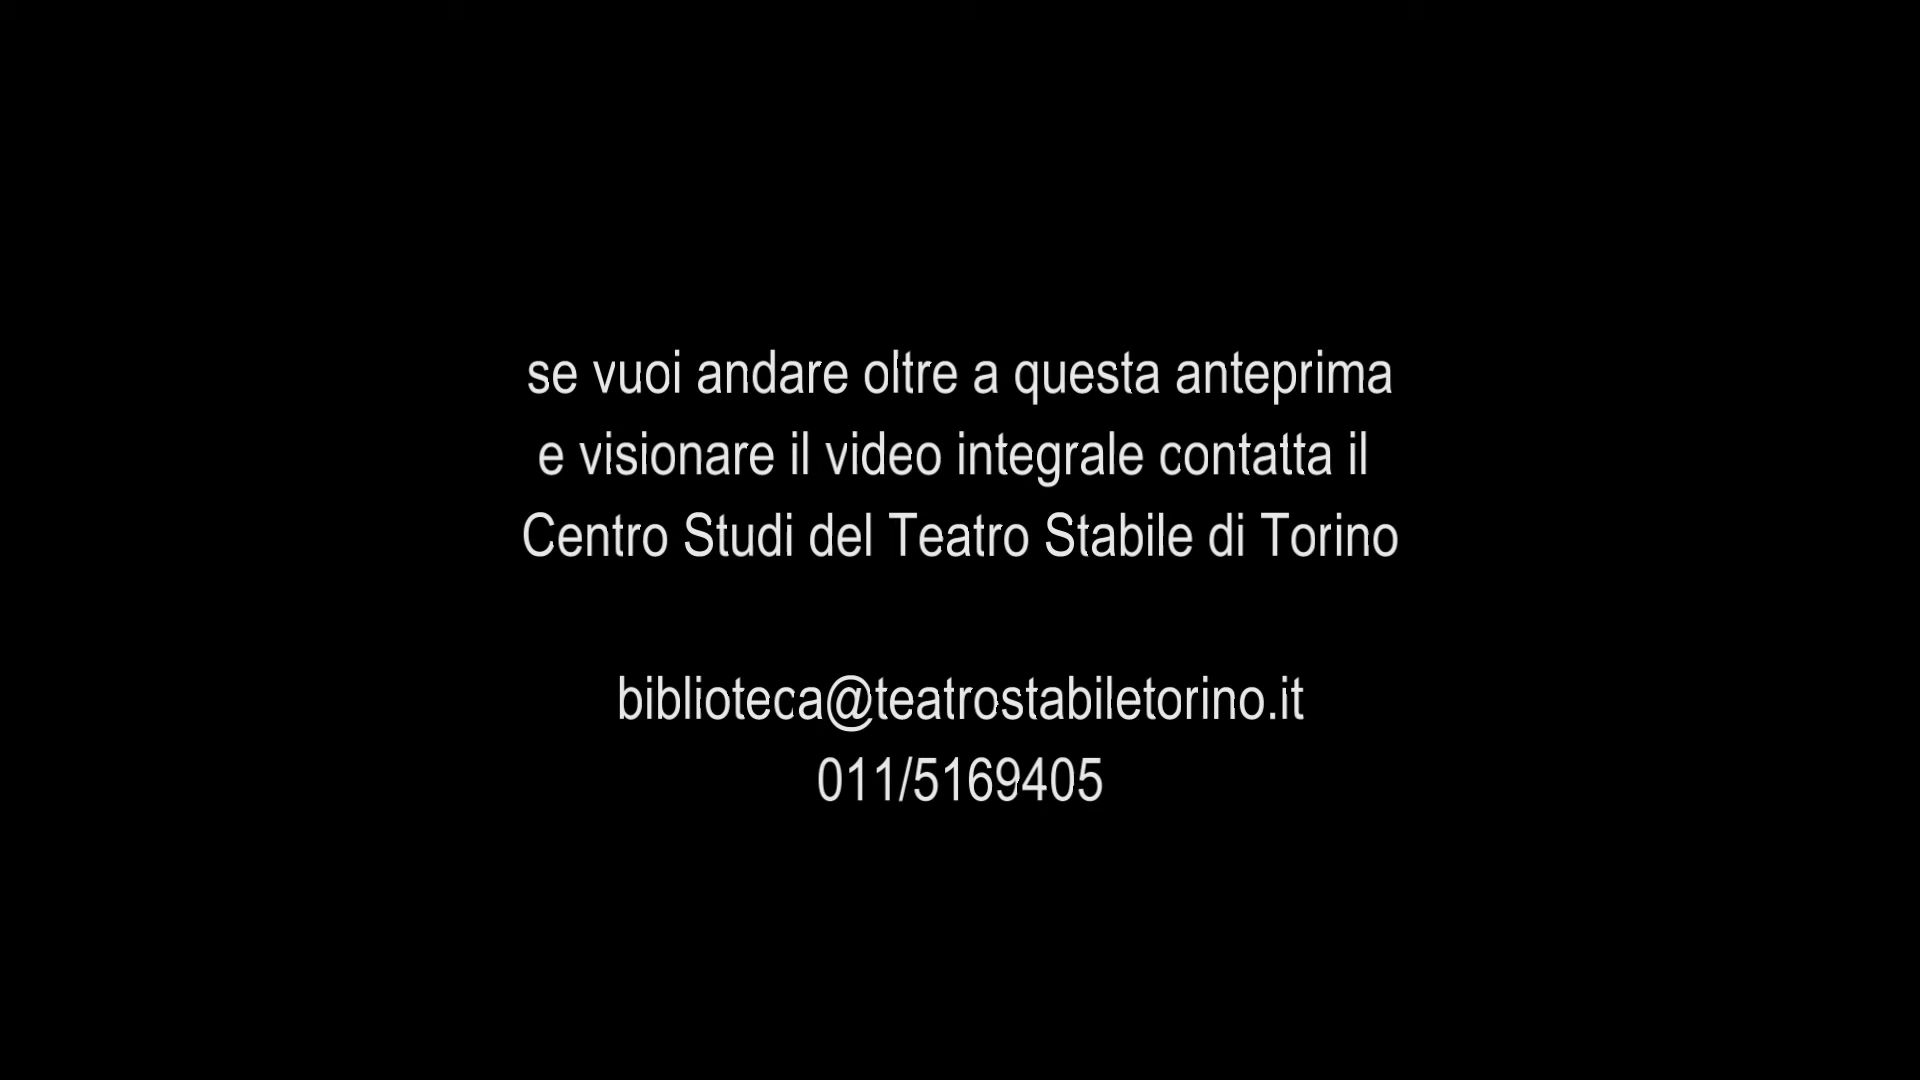 se vuoi andare oltre a questa anteprima
e visionare il video integrale contatta il
Centro Studi del Teatro Stabile di Torino
biblioteca@teatrostabiletorino.it
011/5169405